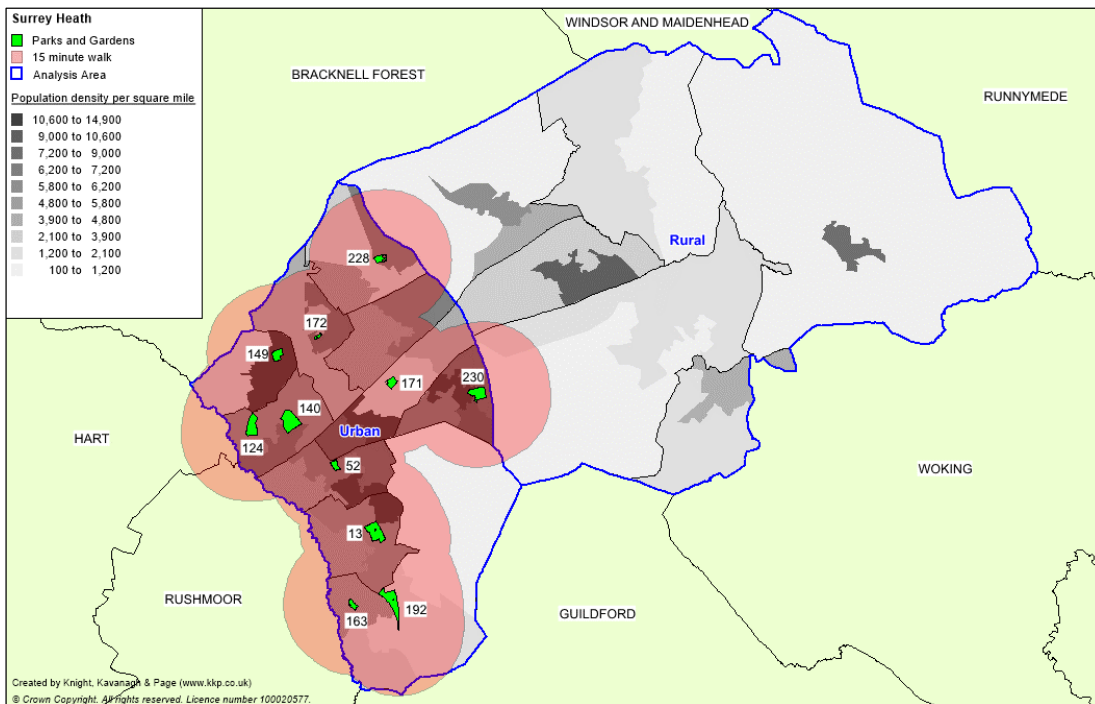 Surrey Heath
Parks and Gardens
15 minute walk
Analysis Area
Population density per square mile
10,600 to 14,900
9,000 to 10,600
7,200 to 9,000
6,200 to 7,200
5,800 to 6,200
4,800 to 5,800
3,900 to 4,800
2,100 to 3,900
1,200 to 2,100
100 to 1,200
WINDSOR AND MAIDENHEAD
BRACKNELL FOREST
RUNNYMEDE
Rural
228
172
149
171
230
140
HART
Urban
124
52
WOKING
13
RUSHMOOR
192
GUILDFORD
163
Created by Knight, Kavanagh & Page (www.kkp.co.uk)
© Crown Copyright. All rights reserved. Licence number 100020577.